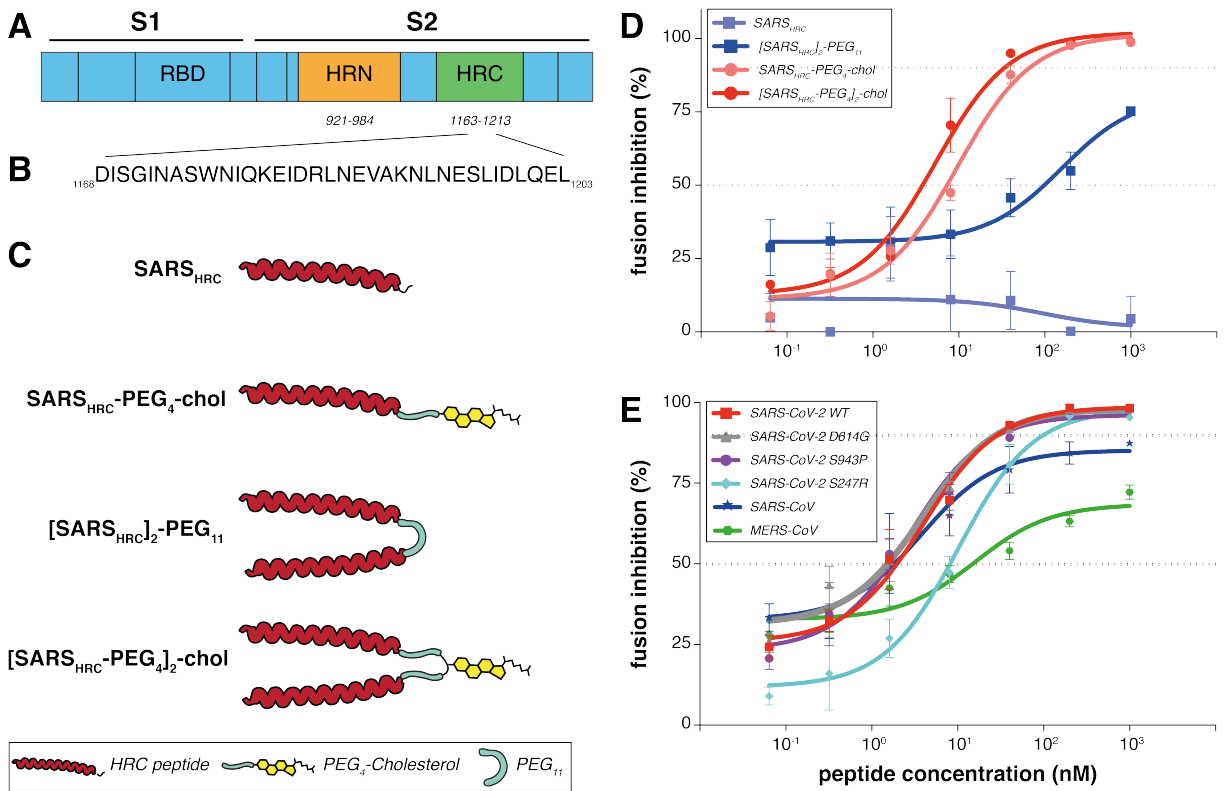 A
S1
S2
RBD
HRN
HRC
921-984
1163-1213
B
1168DISGINASWNIQKEIDRLNEVAKNLNESLIDLQEL1203
C
SARSHRC
SARSHRC-PEG4-chol
[SARSHRC]2-PEG11
[SARSHRC-PEG4]2-chol
HRC peptide
PEG4-Cholesterol
PEG11
D
SARSHRC
[SARSHRC]2-PEG11
SARSHRC-PEG4-chol
[SARSHRC-PEG4]2-chol
fusion inhibition (%)
100
75
50
25
0
10-1
100
101
102
103
E
SARS-CoV-2 WT
SARS-CoV-2 D614G
SARS-CoV-2 S943P
SARS-CoV-2 S247R
SARS-CoV
MERS-CoV
fusion inhibition (%)
100
75
50
25
0
10-1
100
101
102
103
peptide concentration (nM)